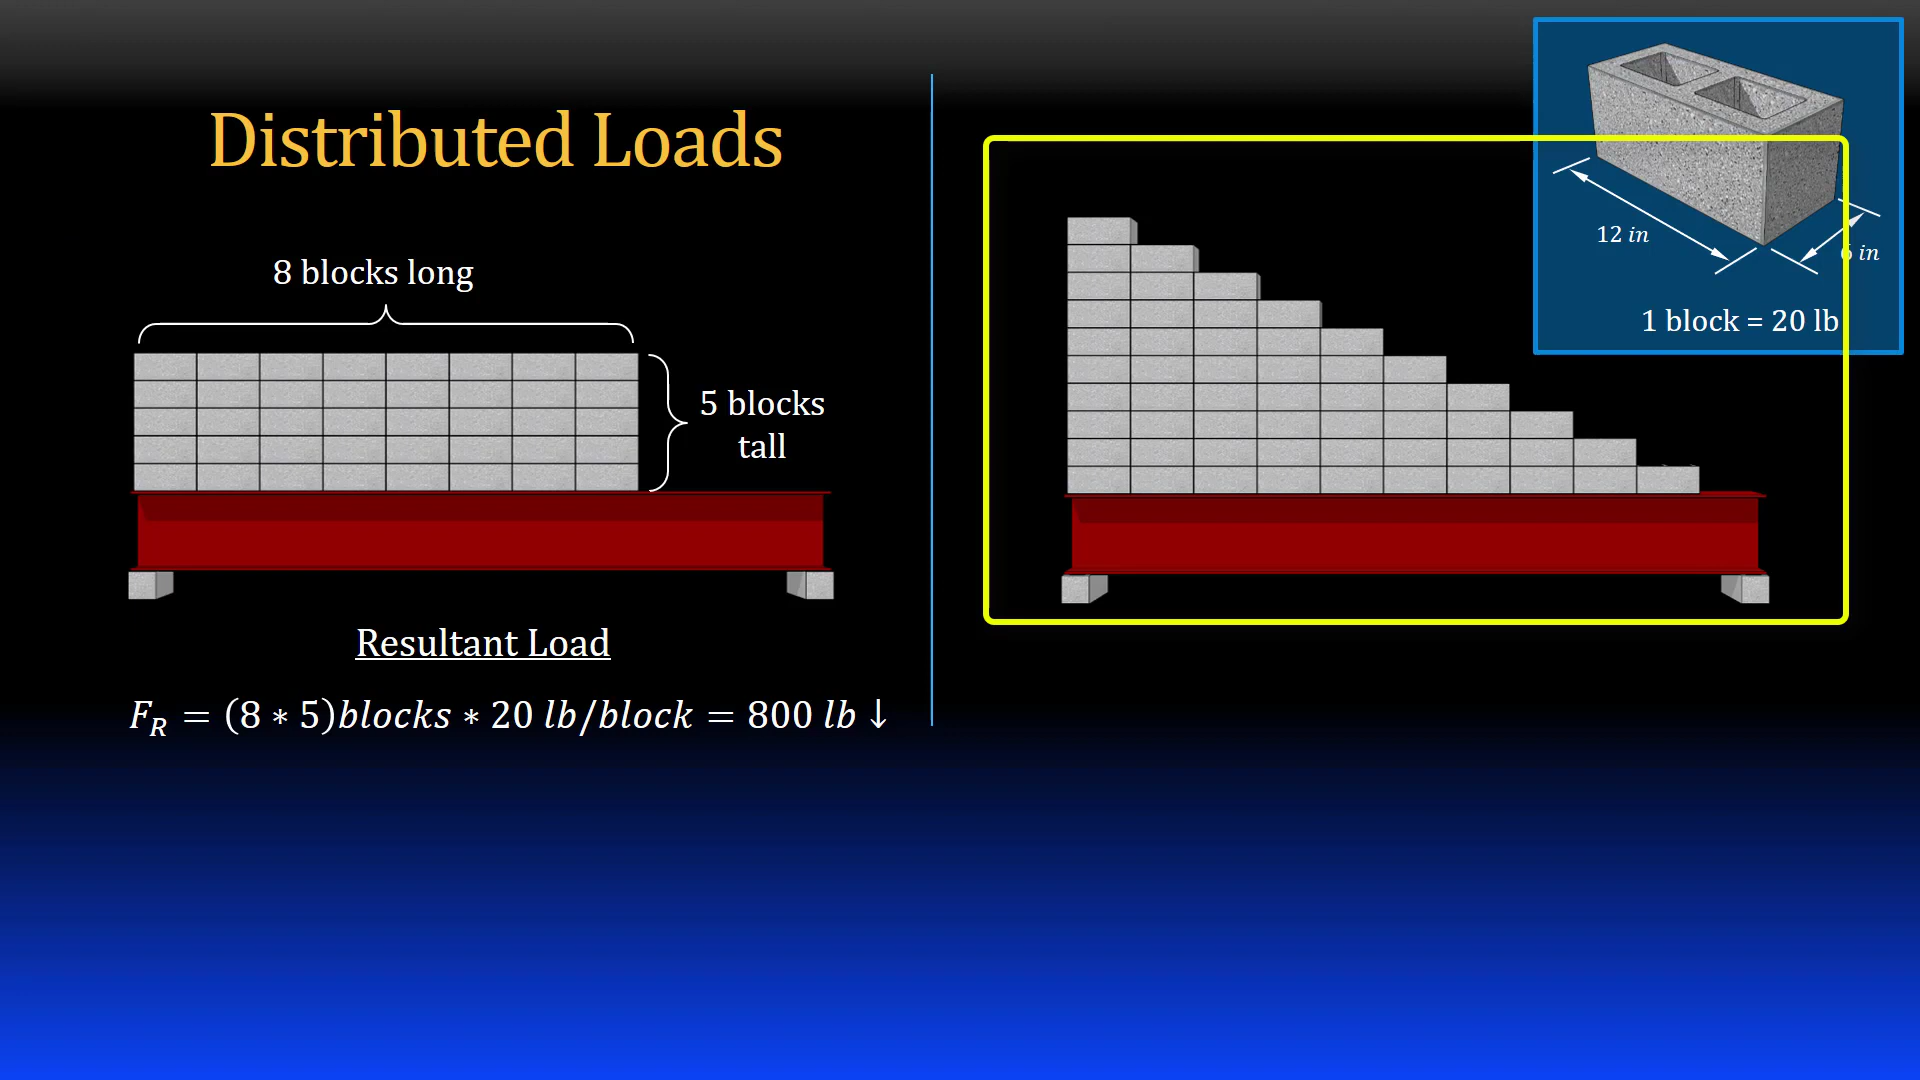 Distributed Loads
8 blocks long
5 blocks
tall
Resultant Load
F_R = (8 ∗ 5)blocks ∗ 20 lb/block = 800 lb ↓
12 in
6 in
1 block = 20 lb